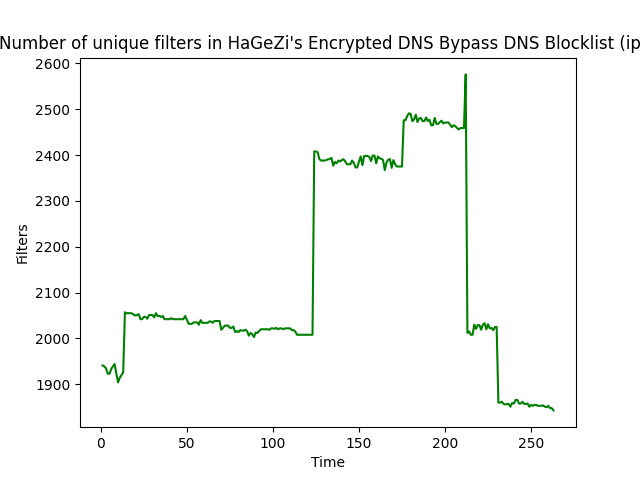 Number of unique filters in HaGeZi's Encrypted DNS Bypass DNS Blocklist (ip
2600
2500
2400
2300
2200
2100
2000
1900
Filters
0 50 100 150 200 250
Time